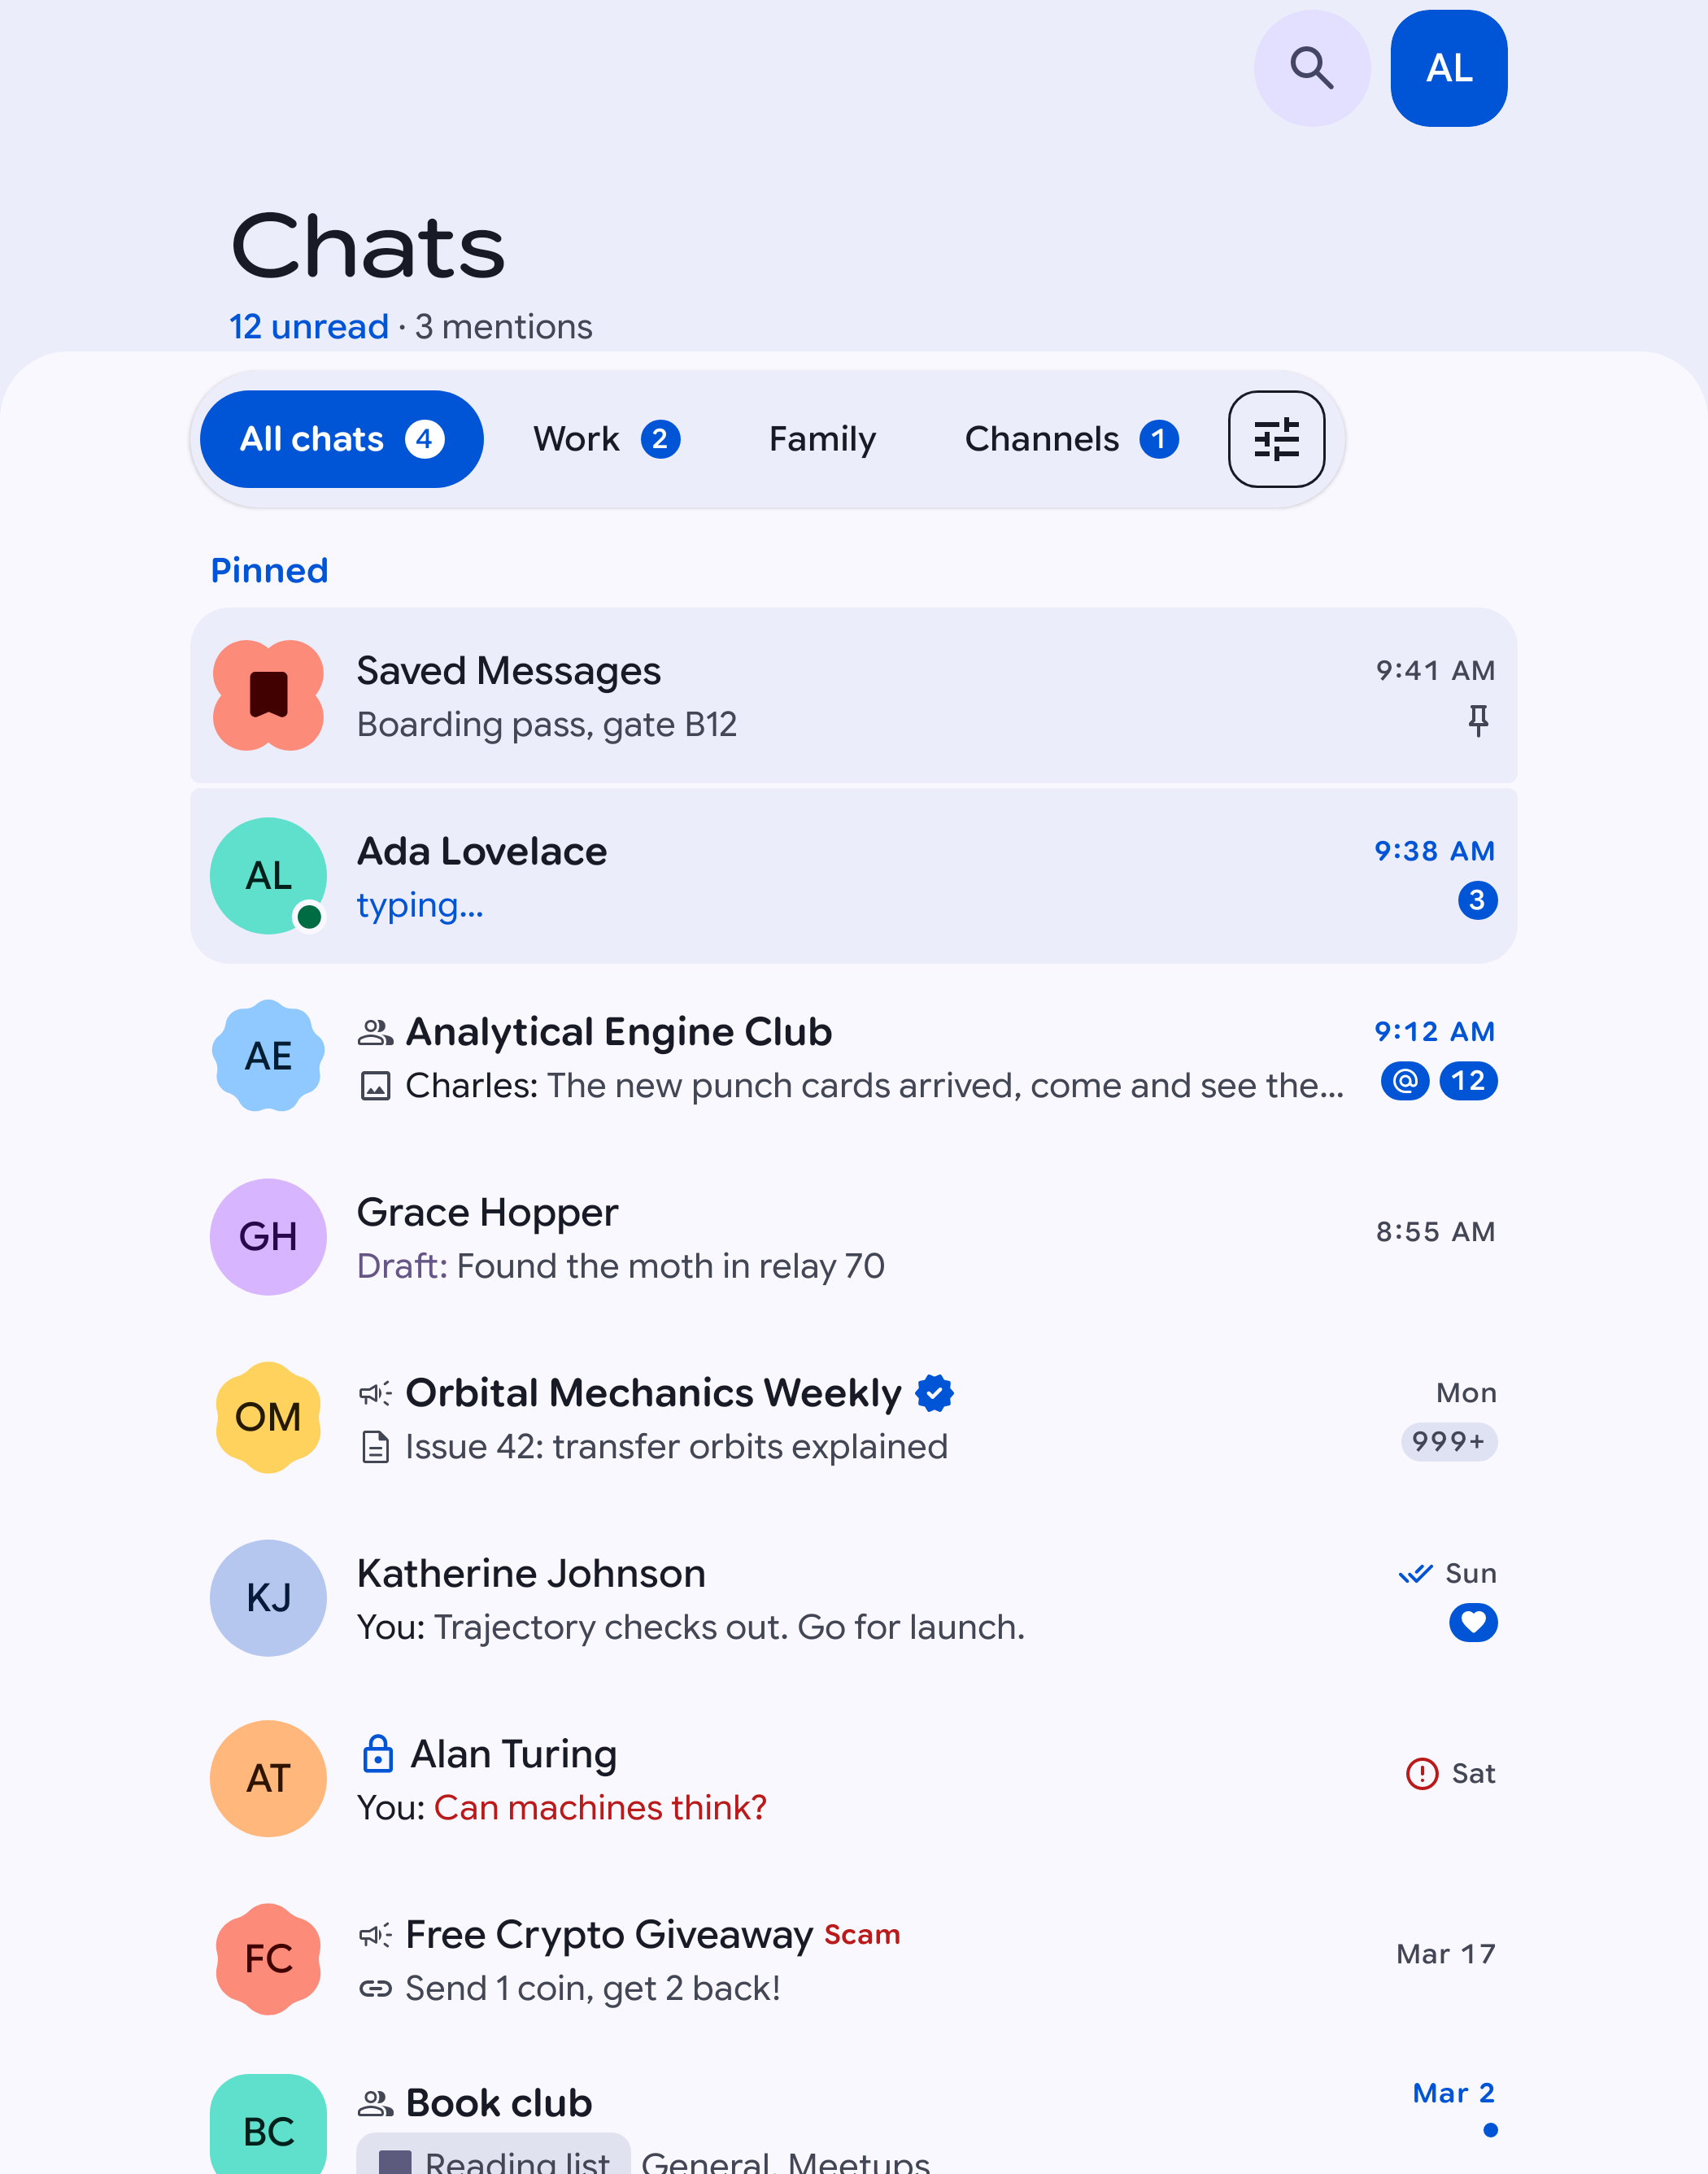 AL
Chats
12 unread · 3 mentions
All chats 4 Work 2 Family Channels 1
Pinned
Saved Messages 9:41 AM
Boarding pass, gate B12
AL Ada Lovelace 9:38 AM
typing... 3
AE Analytical Engine Club 9:12 AM
Charles: The new punch cards arrived, come and see the... @ 12
GH Grace Hopper 8:55 AM
Draft: Found the moth in relay 70
OM Orbital Mechanics Weekly Mon
Issue 42: transfer orbits explained 999+
KJ Katherine Johnson Sun
You: Trajectory checks out. Go for launch.
AT Alan Turing Sat
You: Can machines think?
FC Free Crypto Giveaway Scam Mar 17
Send 1 coin, get 2 back!
BC Book club Mar 2
Reading list General, Meetups